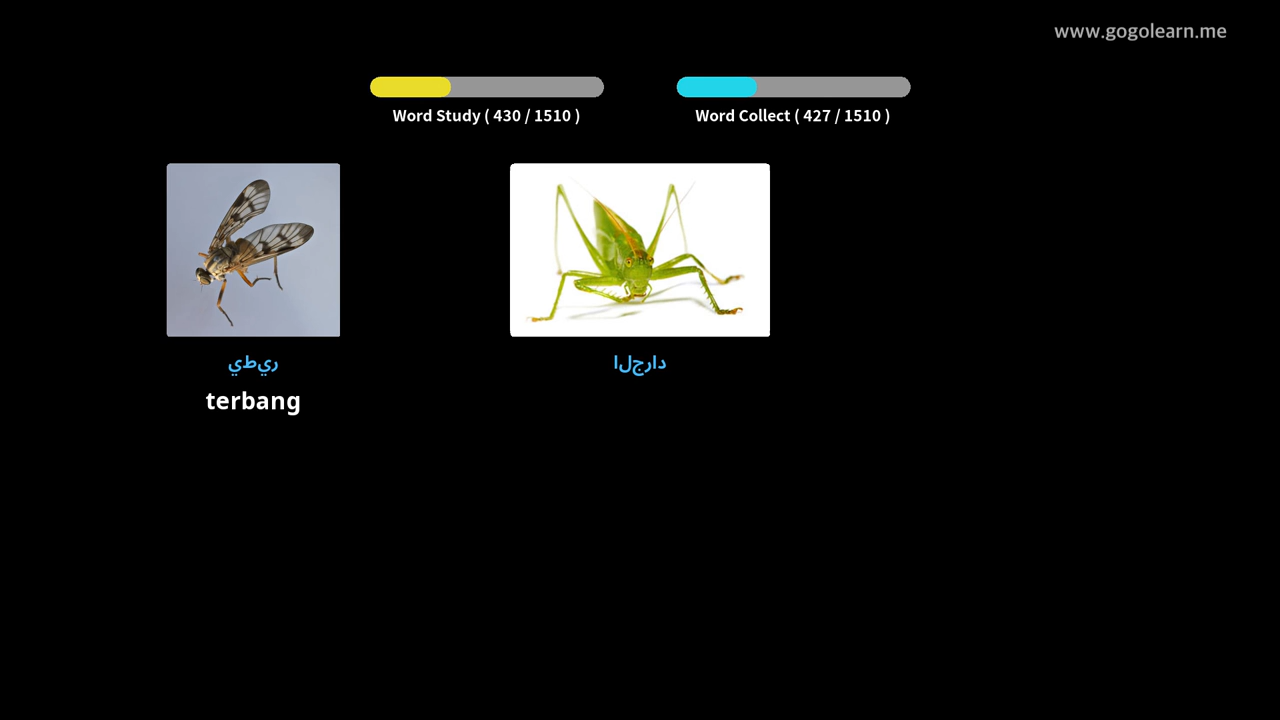 www.gogolearn.me
Word Study ( 430 / 1510 )
Word Collect ( 427 / 1510 )
يطير
الجراد
terbang